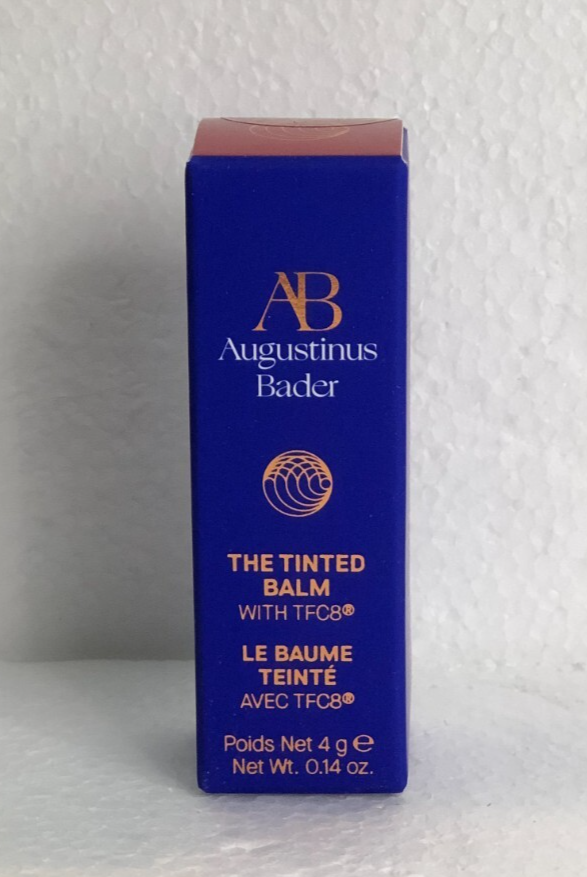 AB
Augustinus
Bader
THE TINTED
BALM
WITH TFC8®
LE BAUME
TEINTÉ
AVEC TFC8®
Poids Net 4 g ℮
Net Wt. 0.14 oz.